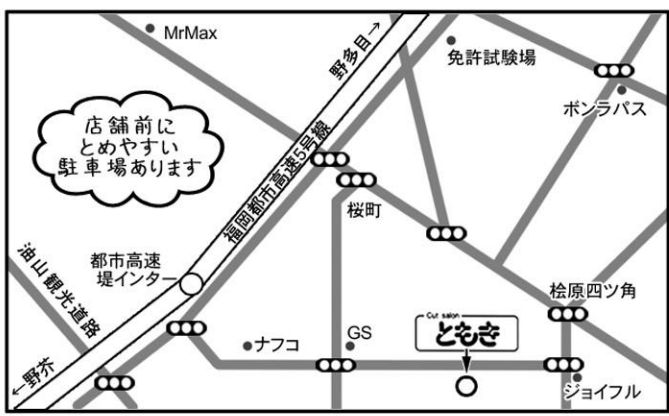 MrMax
野多目→
免許試験場
ボンラパス
店舗前に
とめやすい
駐車場あります
福岡都市高速5号線
桜町
油山観光道路
都市高速
堤インター
桧原四ツ角
←野芥
ナフコ
GS
Cut salon
ともき
ジョイフル